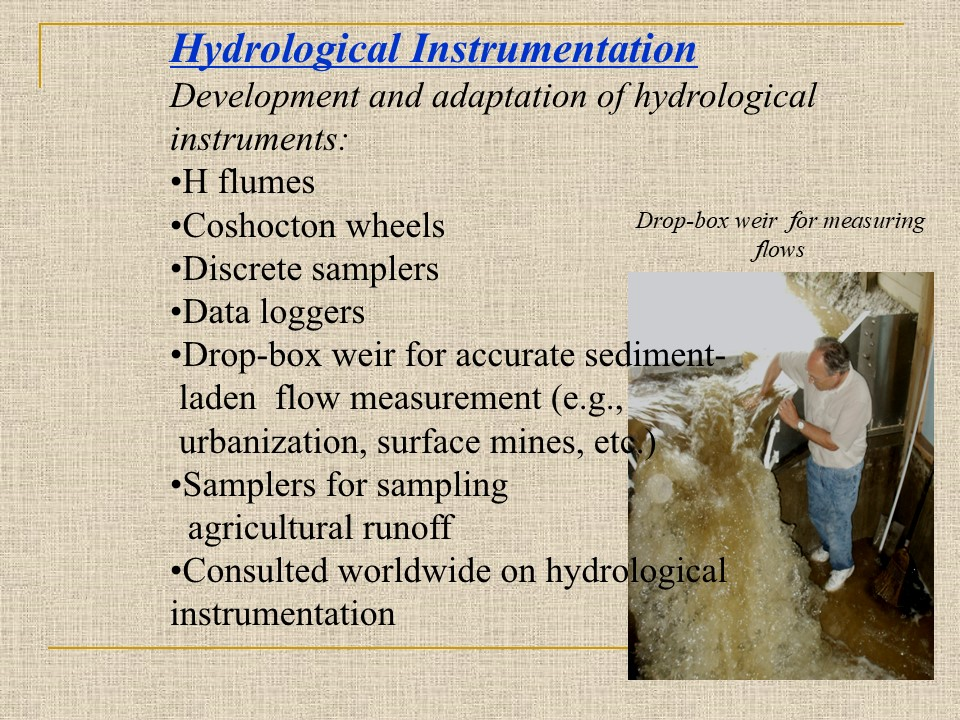 Hydrological Instrumentation
Development and adaptation of hydrological
instruments:
•H flumes
•Coshocton wheels
•Discrete samplers
•Data loggers
•Drop-box weir for accurate sediment-
laden  flow measurement (e.g.,
urbanization, surface mines, etc.)
•Samplers for sampling
agricultural runoff
•Consulted worldwide on hydrological
instrumentation
Drop-box weir  for measuring
flows